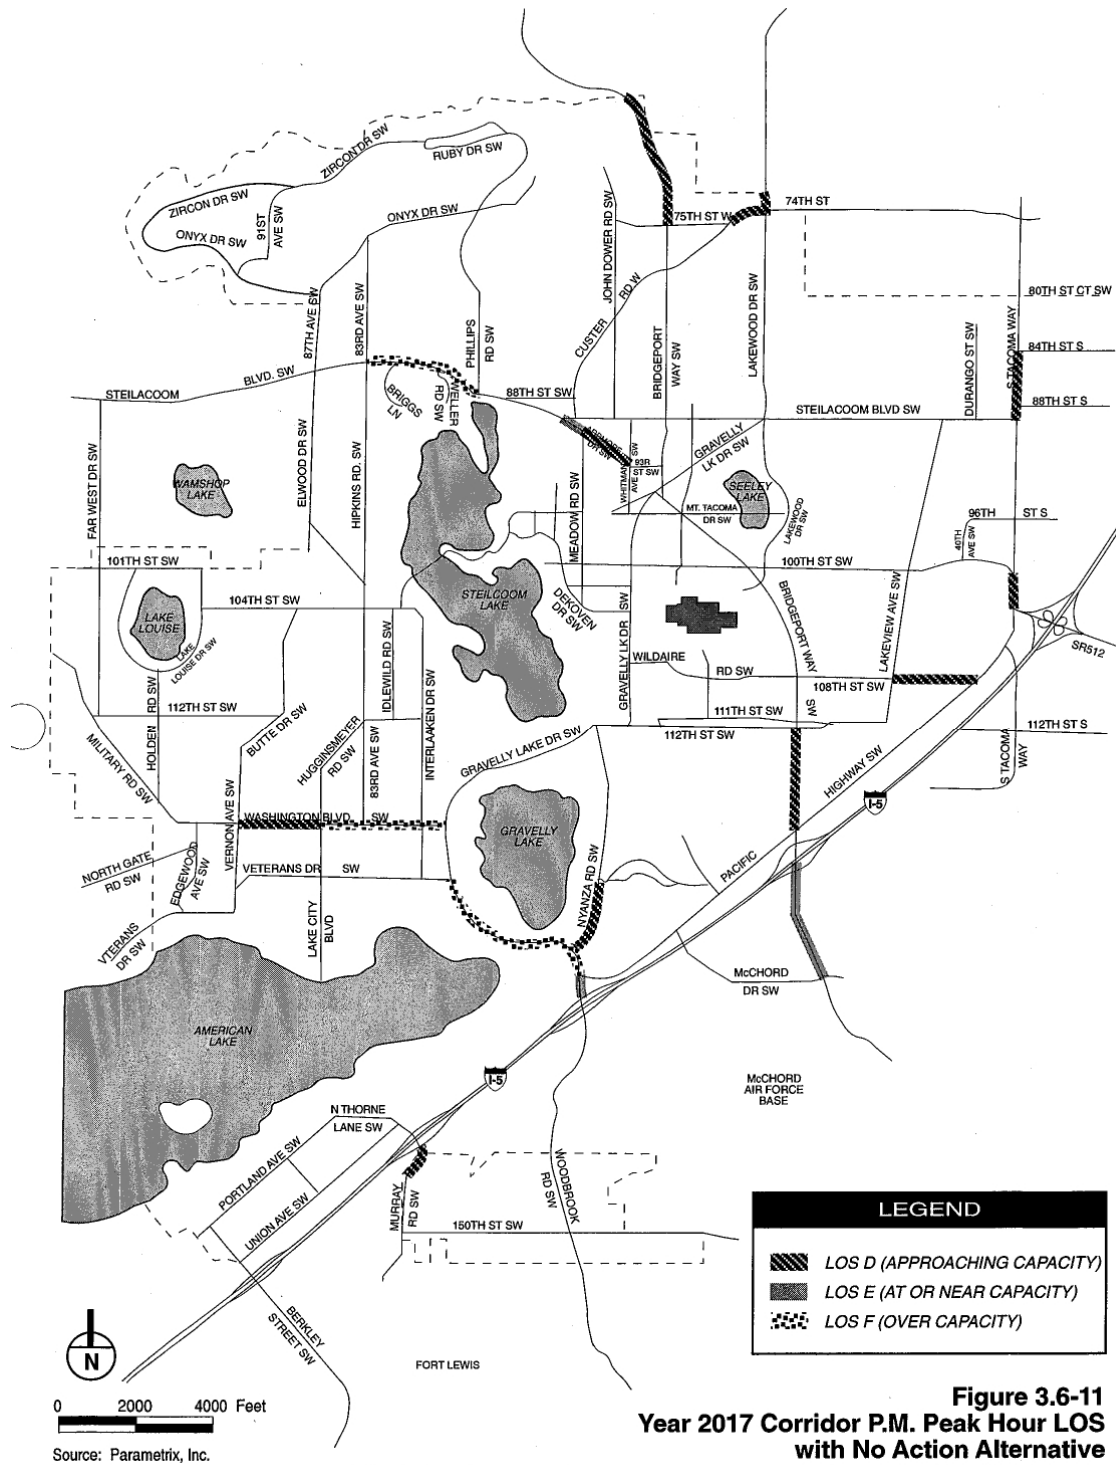 ZIRCON DR SW
RUBY DR SW
ZIRCON DR SW
91ST
AVE SW
ONYX DR SW
ONYX DR SW
JOHN DOWER RD SW
75TH ST W
74TH ST
CUSTER
RD W
87TH AVE SW
83RD AVE SW
PHILLIPS
RD SW
BRIDGEPORT
WAY SW
LAKEWOOD DR SW
80TH ST CT SW
S TACOMA WAY
DURANGO ST SW
84TH ST S
88TH ST S
STEILACOOM
BLVD. SW
BRIGGS
LN
WELLER
RD SW
88TH ST SW
STEILACOOM BLVD SW
ARDMORE
DR SW
WHITMAN
AVE SW
93R
ST SW
GRAVELLY
LK DR SW
FAR WEST DR SW
WAMSHOP
LAKE
ELWOOD DR SW
HIPKINS RD. SW
MEADOW RD SW
SEELEY
LAKE
MT. TACOMA
DR SW
LAKEWOOD
DR SW
96TH
ST S
40TH
AVE SW
101TH ST SW
100TH ST SW
STEILCOOM
LAKE
DEKOVEN
DR SW
104TH ST SW
LAKE
LOUISE
LAKE
LOUISE DR SW
GRAVELLY LK DR SW
BRIDGEPORT WAY
SW
LAKEVIEW AVE SW
SR512
IDLEWILD RD SW
INTERLAAKEN DR SW
WILDAIRE
RD SW
108TH ST SW
HOLDEN RD SW
112TH ST SW
BUTTE DR SW
111TH ST SW
112TH ST SW
112TH ST S
S TACOMA
WAY
MILITARY RD SW
HUGGINSMEYER
RD SW
83RD AVE SW
GRAVELLY LAKE DR SW
HIGHWAY SW
I-5
VERNON AVE SW
WASHINGTON BLVD SW
GRAVELLY
LAKE
PACIFIC
NORTH GATE
RD SW
EDGEWOOD
AVE SW
VETERANS DR SW
NYANZA RD SW
VTERANS
DR SW
LAKE CITY
BLVD
McCHORD
DR SW
AMERICAN
LAKE
I-5
McCHORD
AIR FORCE
BASE
N THORNE
LANE SW
PORTLAND AVE SW
UNION AVE SW
MURRAY
RD SW
WOODBROOK
RD SW
150TH ST SW
BERKLEY
STREET SW
FORT LEWIS
LEGEND
LOS D (APPROACHING CAPACITY)
LOS E (AT OR NEAR CAPACITY)
LOS F (OVER CAPACITY)
N
0 2000 4000 Feet
Source: Parametrix, Inc.
Figure 3.6-11
Year 2017 Corridor P.M. Peak Hour LOS
with No Action Alternative